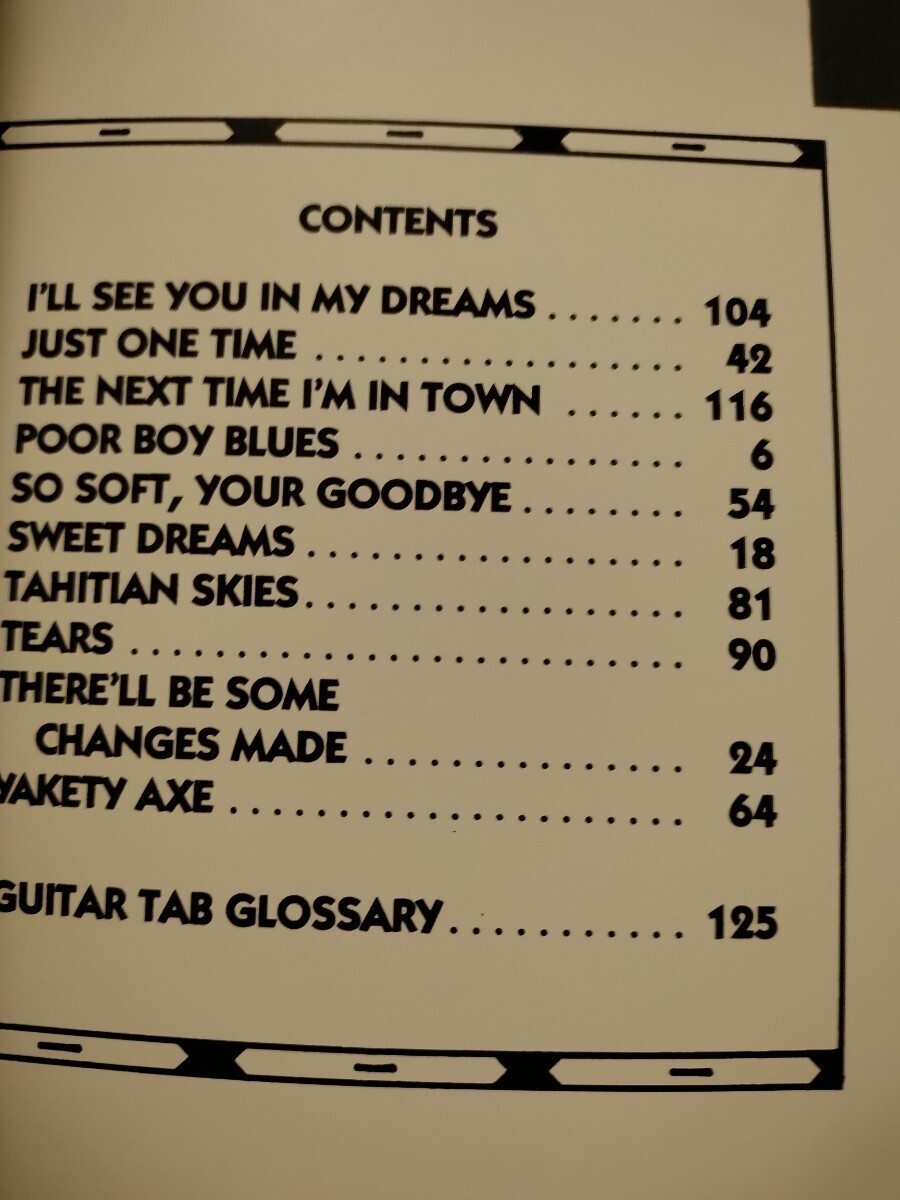 CONTENTS
I'LL SEE YOU IN MY DREAMS ....... 104
JUST ONE TIME ................. 42
THE NEXT TIME I'M IN TOWN ...... 116
POOR BOY BLUES ................ 6
SO SOFT, YOUR GOODBYE ........ 54
SWEET DREAMS ................. 18
TAHITIAN SKIES ................. 81
TEARS .......................... 90
THERE'LL BE SOME
CHANGES MADE ............... 24
YAKETY AXE ..................... 64
GUITAR TAB GLOSSARY ........... 125